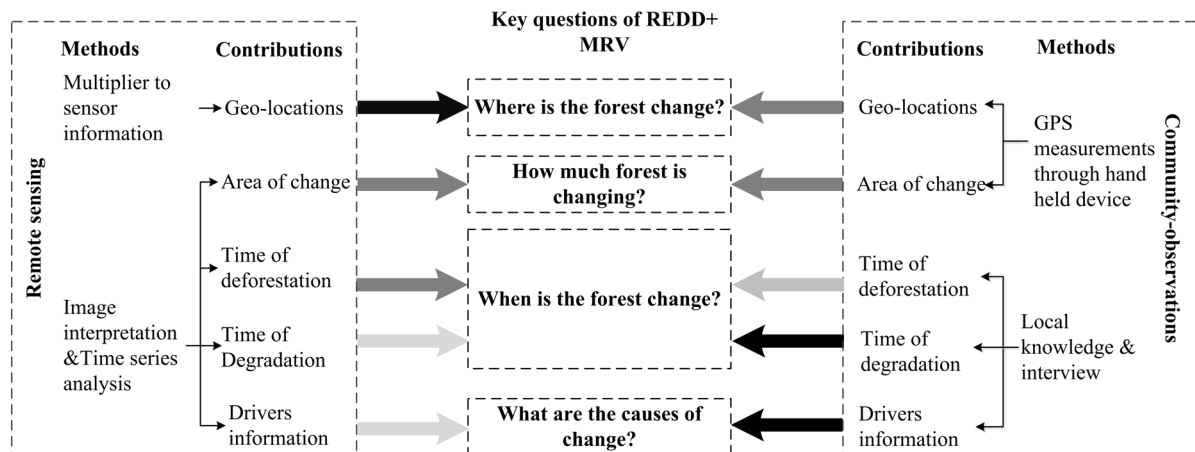 Key questions of REDD+
MRV
Remote sensing
Methods
Contributions
Multiplier to
sensor
information
Geo-locations
Area of change
Time of
deforestation
Image
interpretation
&Time series
analysis
Time of
Degradation
Drivers
information
Where is the forest change?
How much forest is
changing?
When is the forest change?
What are the causes of
change?
Contributions
Methods
Geo-locations
Area of change
GPS
measurements
through hand
held device
Time of
deforestation
Time of
degradation
Local
knowledge &
interview
Drivers
information
Community-observations